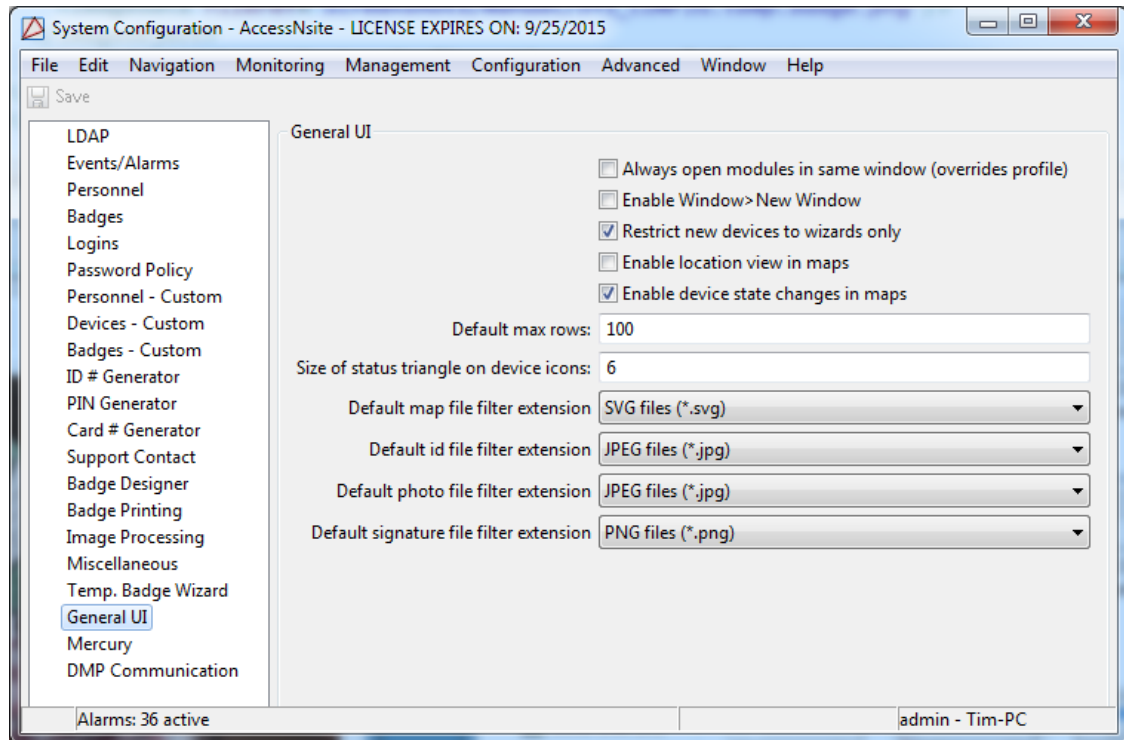 System Configuration - AccessNsite - LICENSE EXPIRES ON: 9/25/2015
File Edit Navigation Monitoring Management Configuration Advanced Window Help
Save
LDAP
Events/Alarms
Personnel
Badges
Logins
Password Policy
Personnel - Custom
Devices - Custom
Badges - Custom
ID # Generator
PIN Generator
Card # Generator
Support Contact
Badge Designer
Badge Printing
Image Processing
Miscellaneous
Temp. Badge Wizard
General UI
Mercury
DMP Communication
General UI
Always open modules in same window (overrides profile)
Enable Window>New Window
Restrict new devices to wizards only
Enable location view in maps
Enable device state changes in maps
Default max rows: 100
Size of status triangle on device icons: 6
Default map file filter extension SVG files (*.svg)
Default id file filter extension JPEG files (*.jpg)
Default photo file filter extension JPEG files (*.jpg)
Default signature file filter extension PNG files (*.png)
Alarms: 36 active
admin - Tim-PC